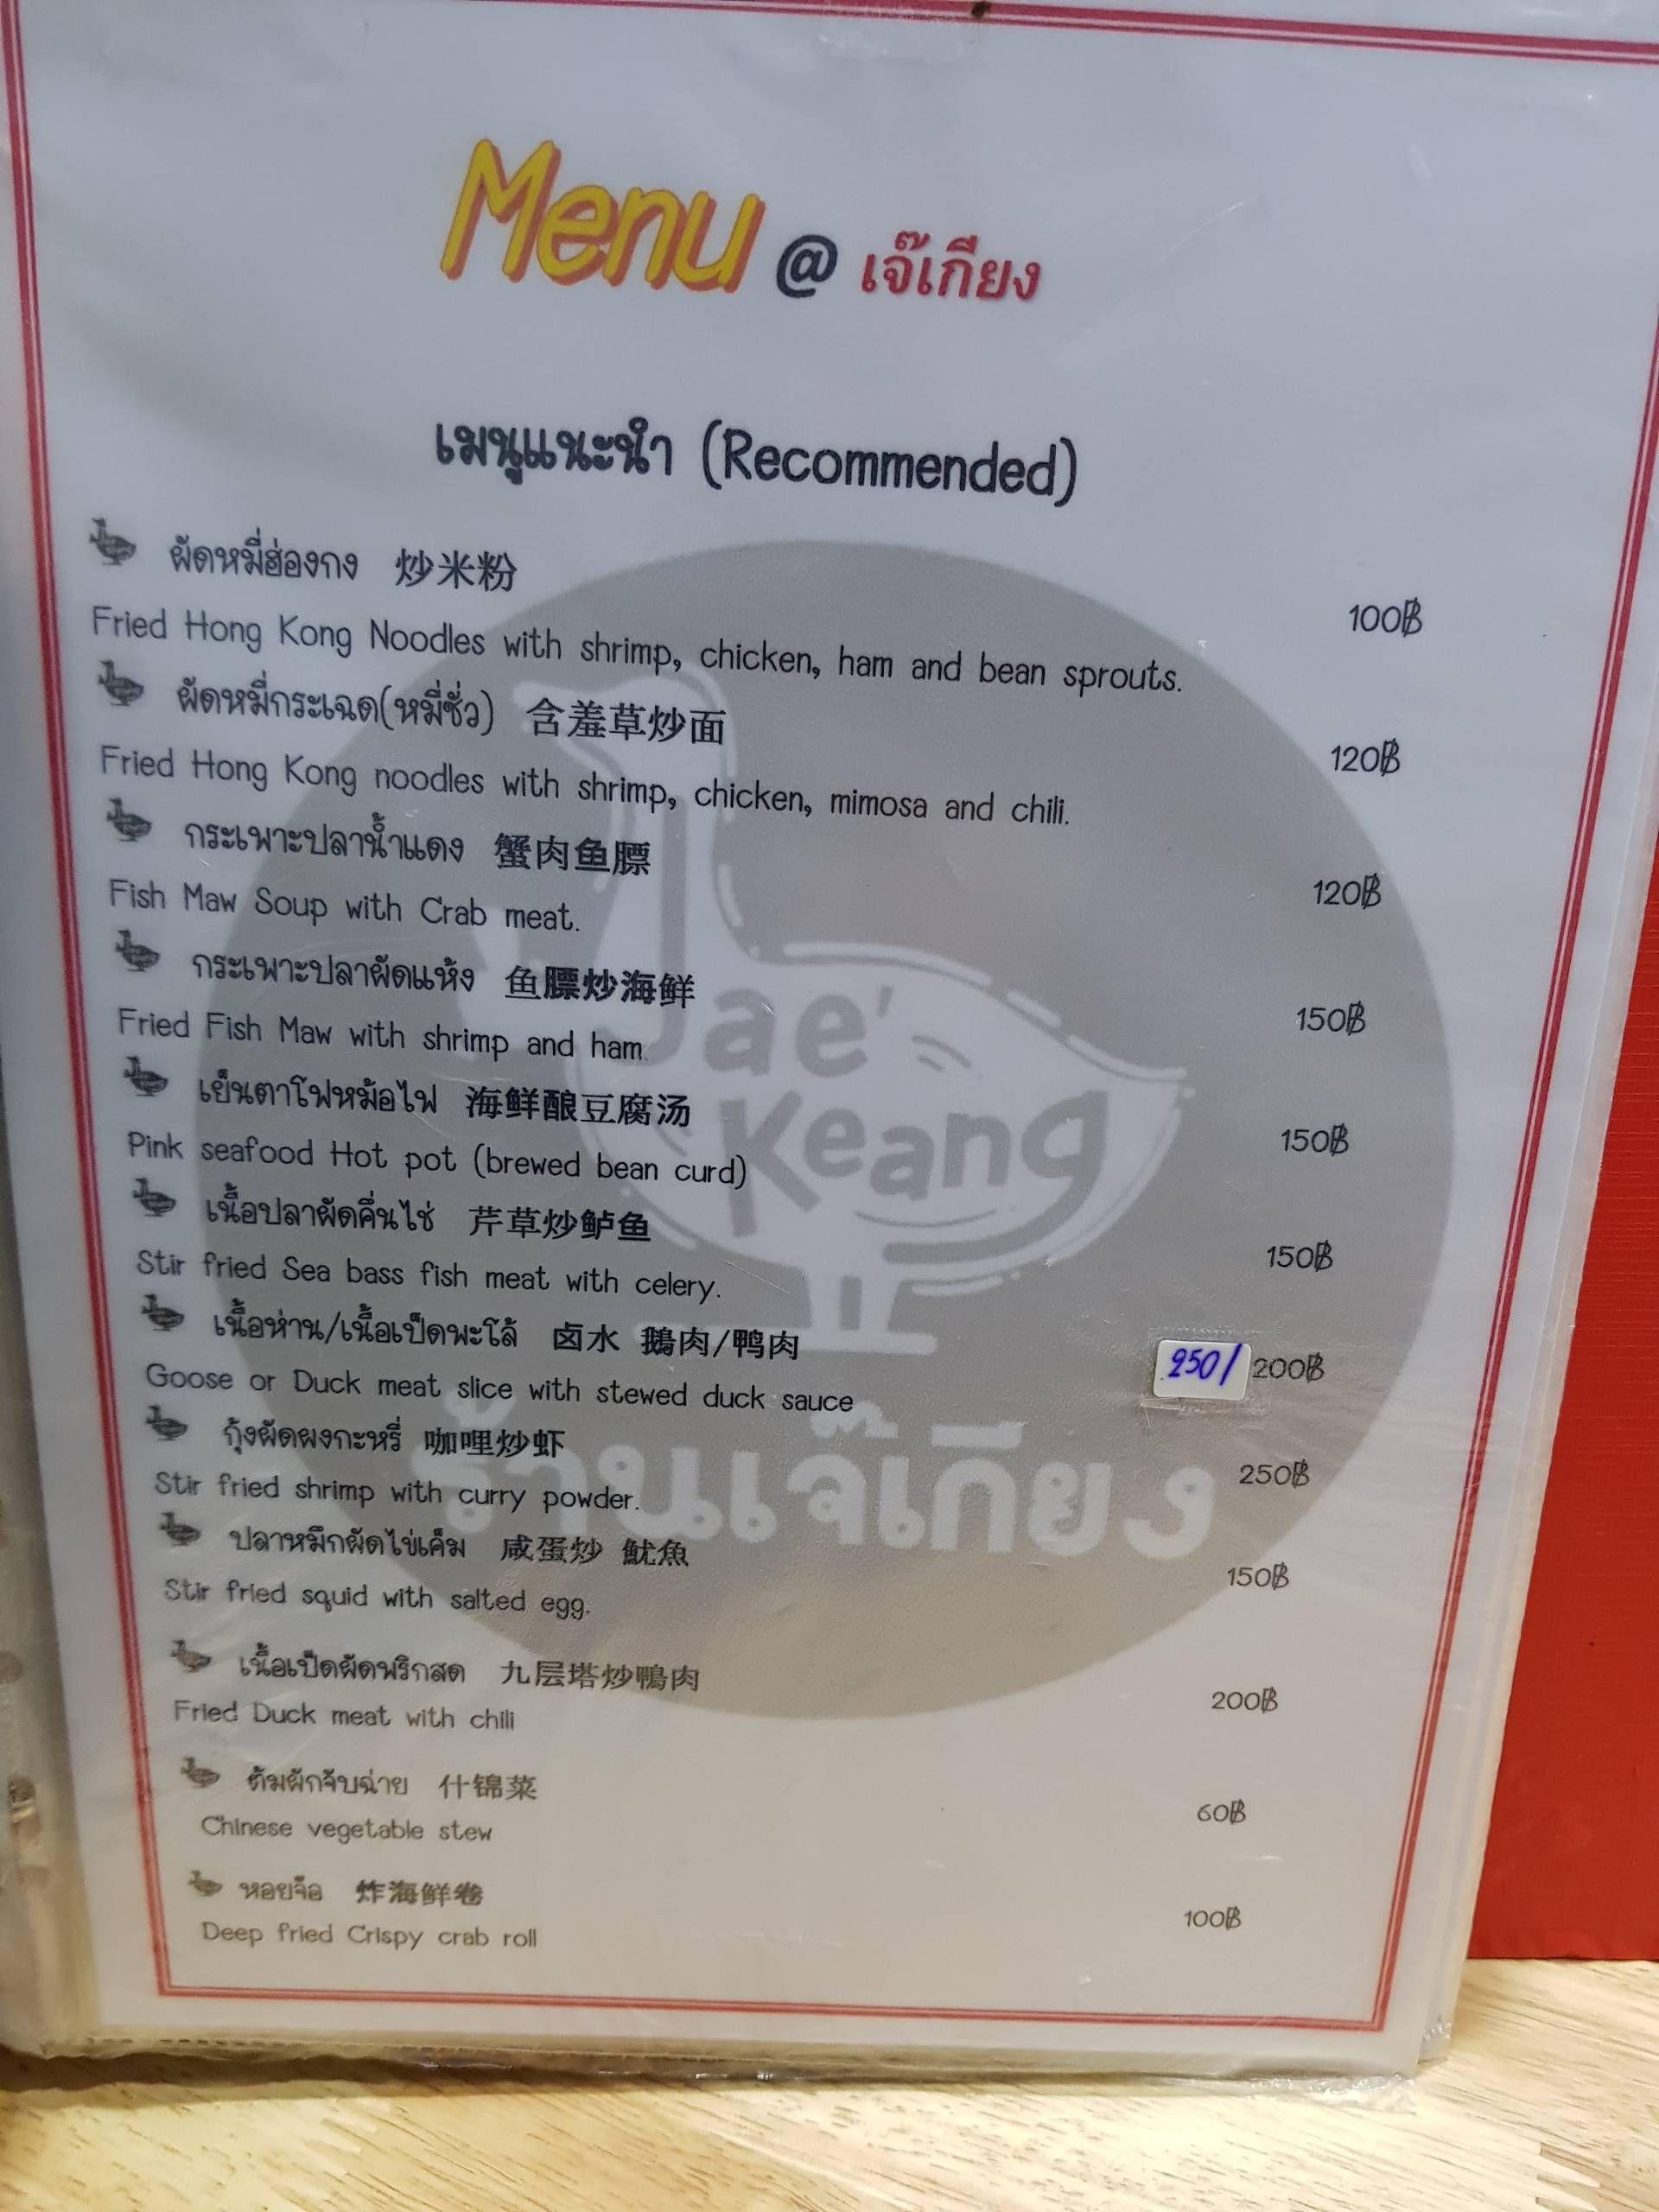 Menu @ เจ๊เกียง
เมนูแนะนำ (Recommended)
ผัดหมี่ฮ่องกง 炒米粉 100฿
Fried Hong Kong Noodles with shrimp, chicken, ham and bean sprouts.
ผัดหมี่กระเฉด(หมี่ซั่ว) 含羞草炒面 120฿
Fried Hong Kong noodles with shrimp, chicken, mimosa and chili.
กระเพาะปลาน้ำแดง 蟹肉鱼膘 120฿
Fish Maw Soup with Crab meat.
กระเพาะปลาผัดแห้ง 鱼膘炒海鲜 150฿
Fried Fish Maw with shrimp and ham.
เย็นตาโฟหม้อไฟ 海鲜酿豆腐汤 150฿
Pink seafood Hot pot (brewed bean curd)
เนื้อปลาผัดคึ่นไช่ 芹草炒鲈鱼 150฿
Stir fried Sea bass fish meat with celery.
เนื้อห่าน/เนื้อเป็ดพะโล้ 卤水 鵝肉/鸭肉 250/ 200฿
Goose or Duck meat slice with stewed duck sauce
กุ้งผัดผงกะหรี่ 咖哩炒虾 250฿
Stir fried shrimp with curry powder.
ปลาหมึกผัดไข่เค็ม 咸蛋炒 魷魚 150฿
Stir fried squid with salted egg.
เนื้อเป็ดผัดพริกสด 九层塔炒鴨肉 200฿
Fried Duck meat with chili
ต้มผักจับฉ่าย 什锦菜 60฿
Chinese vegetable stew
หอยจ๊อ 炸海鲜卷 100฿
Deep fried Crispy crab roll
Jae'
Keang
ร้านเจ๊เกียง